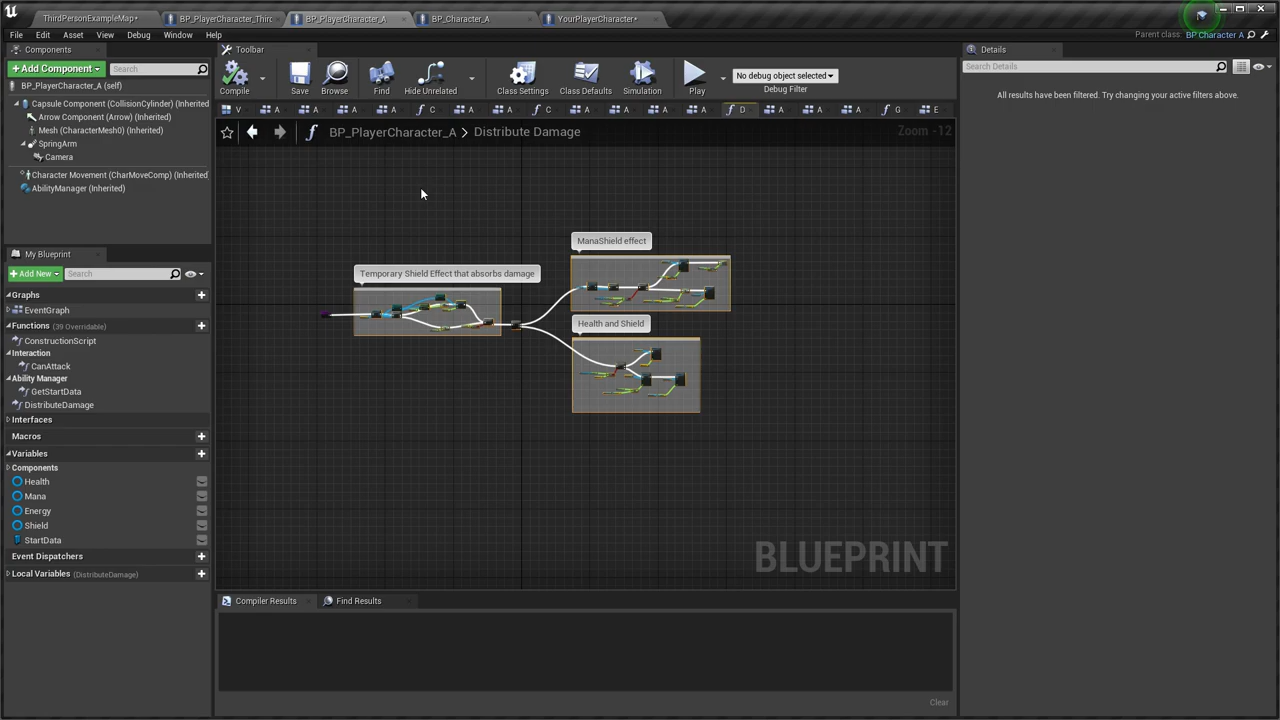 ThirdPersonExampleMap*
BP_PlayerCharacter_Thirc
BP_PlayerCharacter_A
BP_Character_A
YourPlayerCharacter*
File Edit Asset View Debug Window Help
Parent class: BP Character A
Components
+ Add Component
Search
BP_PlayerCharacter_A (self)
Capsule Component (CollisionCylinder) (Inherited)
Arrow Component (Arrow) (Inherited)
Mesh (CharacterMesh0) (Inherited)
SpringArm
Camera
Character Movement (CharMoveComp) (Inherited)
AbilityManager (Inherited)
My Blueprint
+ Add New
Search
Graphs
EventGraph
Functions (39 Overridable)
ConstructionScript
Interaction
CanAttack
Ability Manager
GetStartData
DistributeDamage
Interfaces
Macros
Variables
Components
Health
Mana
Energy
Shield
StartData
Event Dispatchers
Local Variables (DistributeDamage)
Toolbar
Compile
Save
Browse
Find
Hide Unrelated
Class Settings
Class Defaults
Simulation
Play
No debug object selected
Debug Filter
V A A A A C A A C A A A A D A A A G E
BP_PlayerCharacter_A > Distribute Damage
Zoom -12
ManaShield effect
Temporary Shield Effect that absorbs damage
Health and Shield
BLUEPRINT
Compiler Results
Find Results
Clear
Details
Search Details
All results have been filtered. Try changing your active filters above.